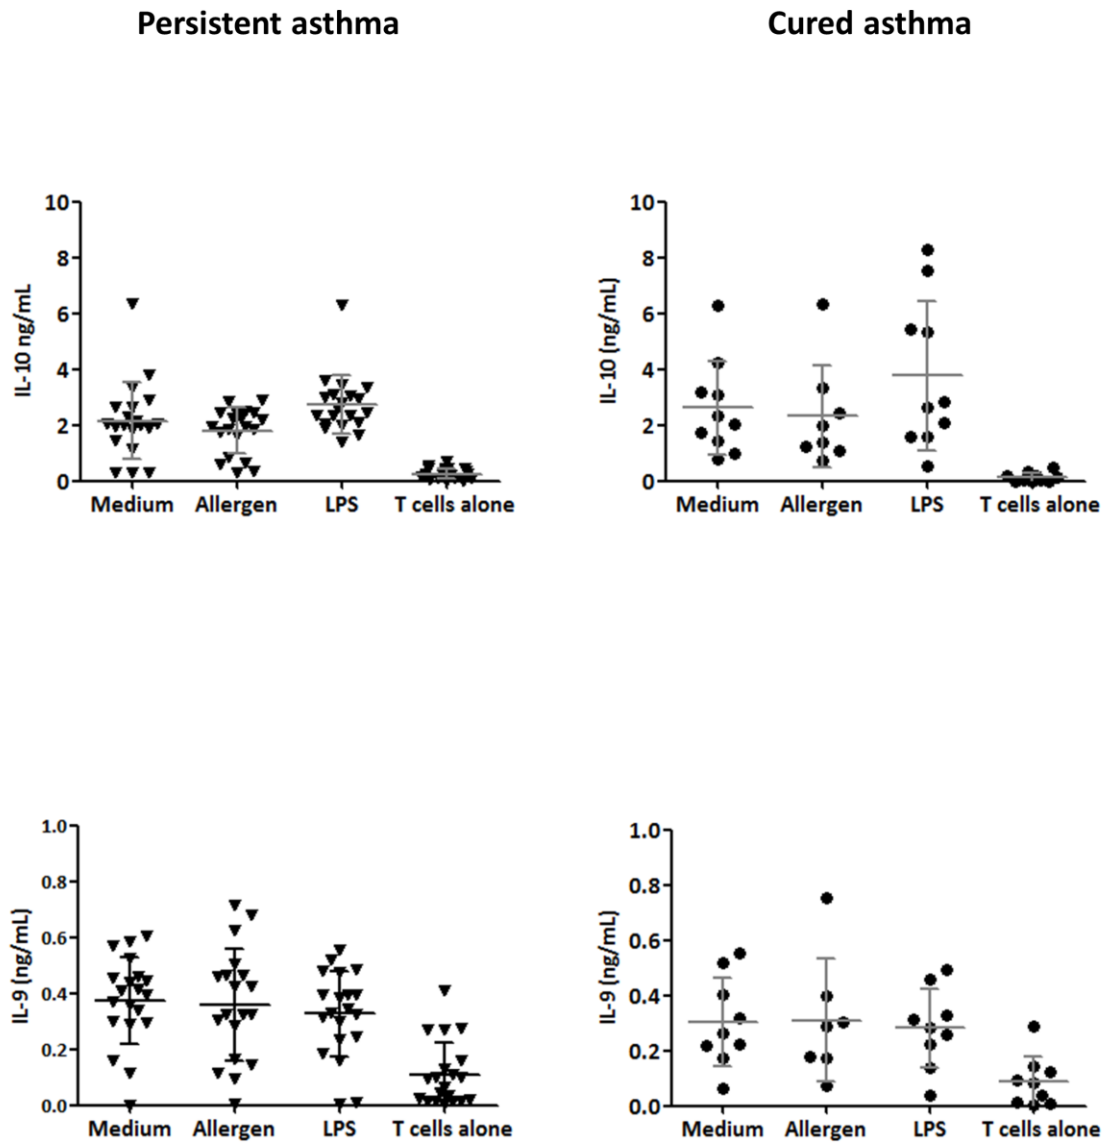 Persistent asthma
Cured asthma
IL-10 ng/mL
10
8
6
4
2
0
Medium Allergen LPS T cells alone
IL-10 (ng/mL)
10
8
6
4
2
0
Medium Allergen LPS T cells alone
IL-9 (ng/mL)
1.0
0.8
0.6
0.4
0.2
0.0
Medium Allergen LPS T cells alone
IL-9 (ng/mL)
1.0
0.8
0.6
0.4
0.2
0.0
Medium Allergen LPS T cells alone